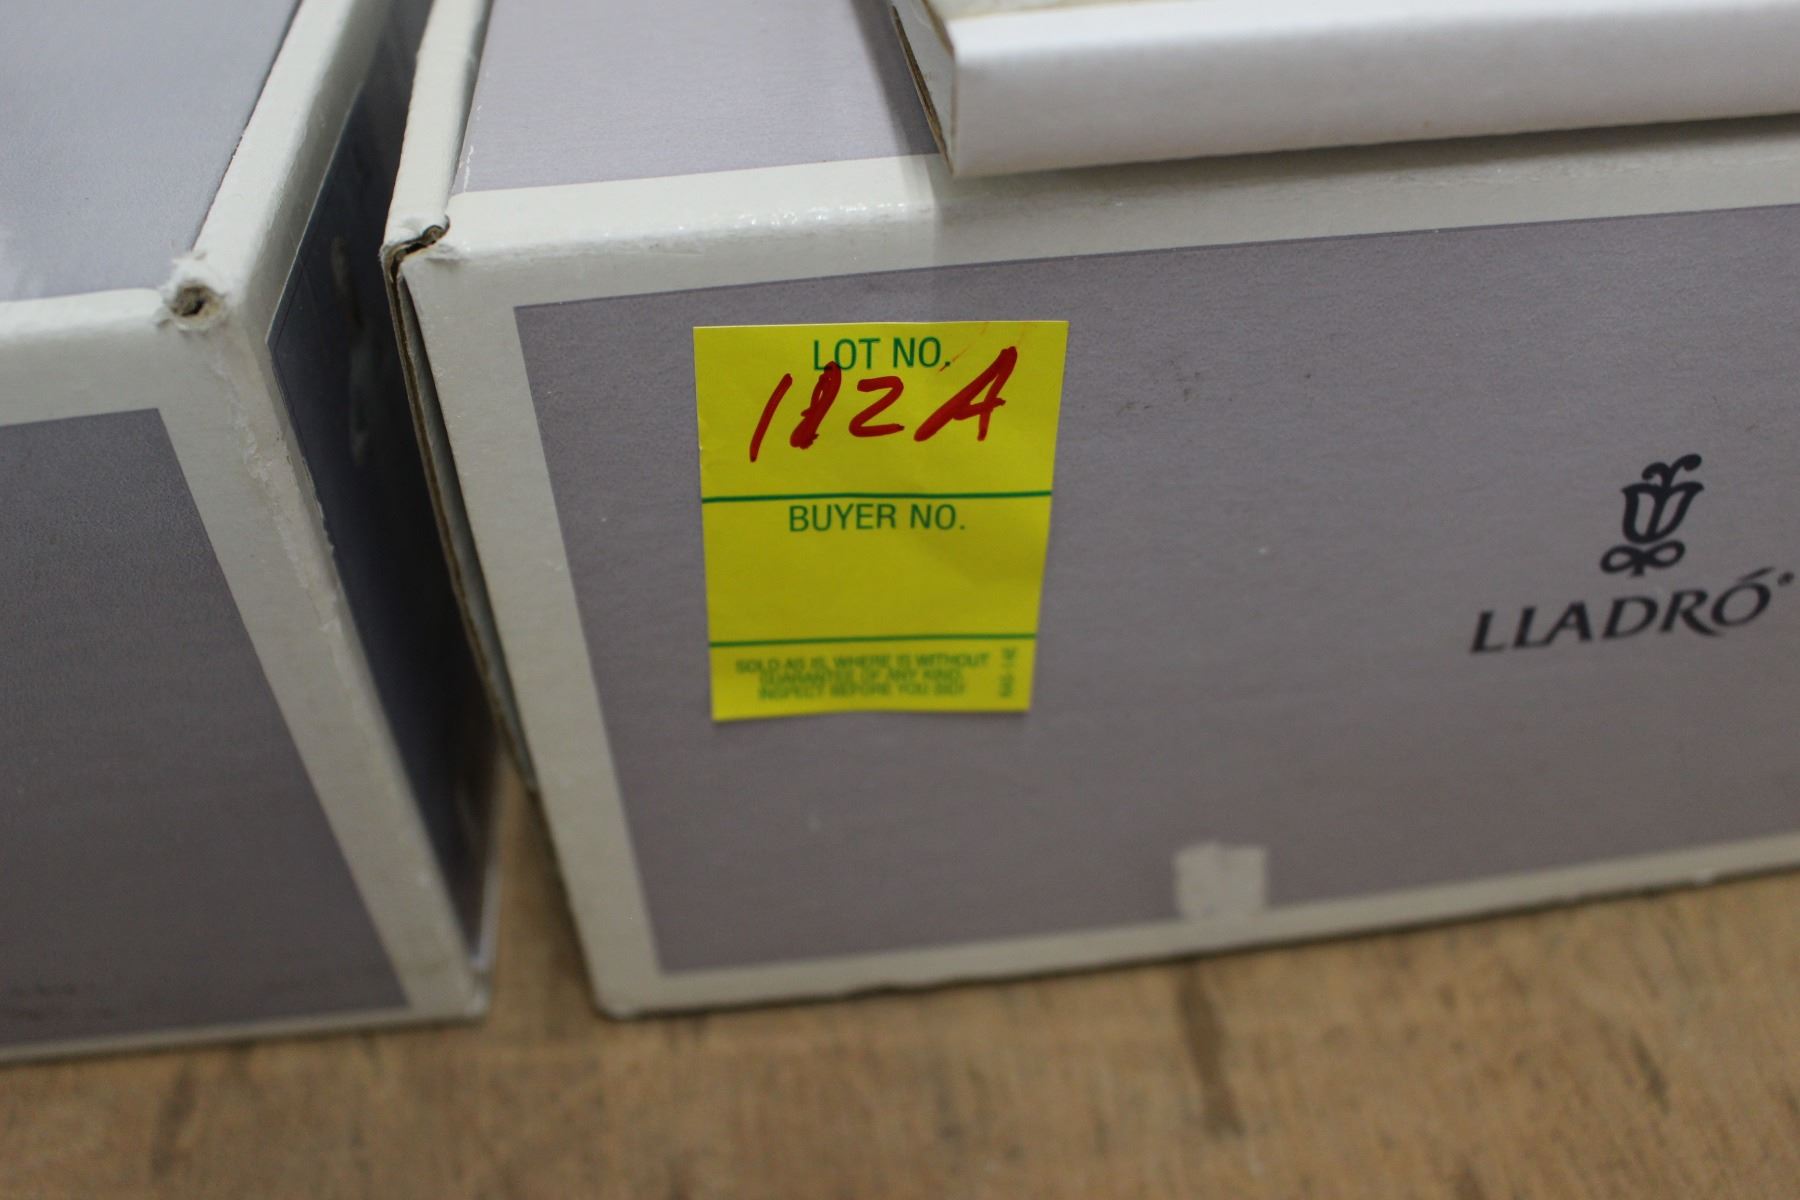 LOT NO.
182A
BUYER NO.
SOLD AS IS, WHERE IS WITHOUT
GUARANTEE OF ANY KIND.
INSPECT BEFORE YOU BID!
LLADRÓ®